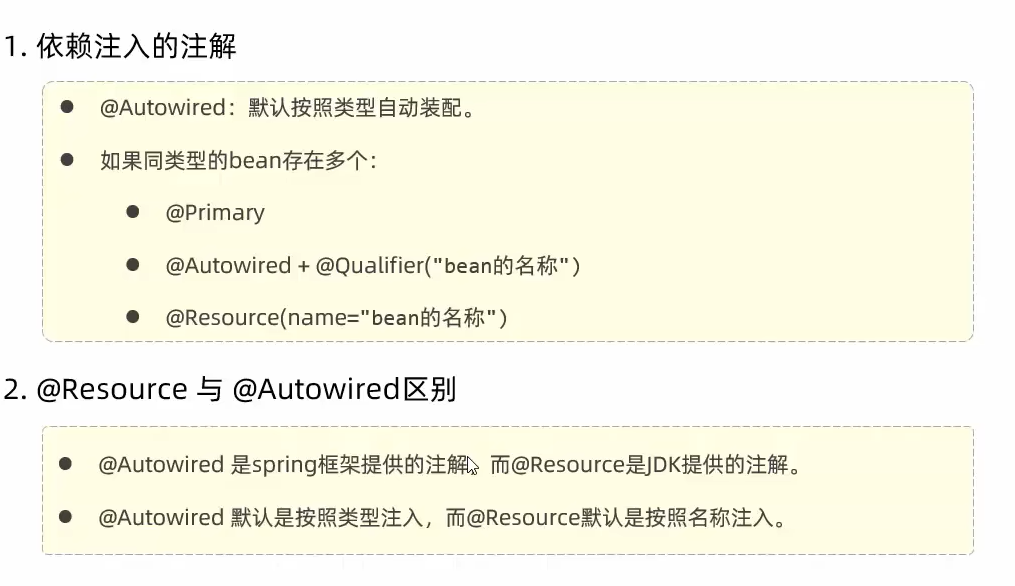 1. 依赖注入的注解
● @Autowired：默认按照类型自动装配。
● 如果同类型的bean存在多个：
● @Primary
● @Autowired + @Qualifier("bean的名称")
● @Resource(name="bean的名称")
2. @Resource 与 @Autowired区别
● @Autowired 是spring框架提供的注解，而@Resource是JDK提供的注解。
● @Autowired 默认是按照类型注入，而@Resource默认是按照名称注入。